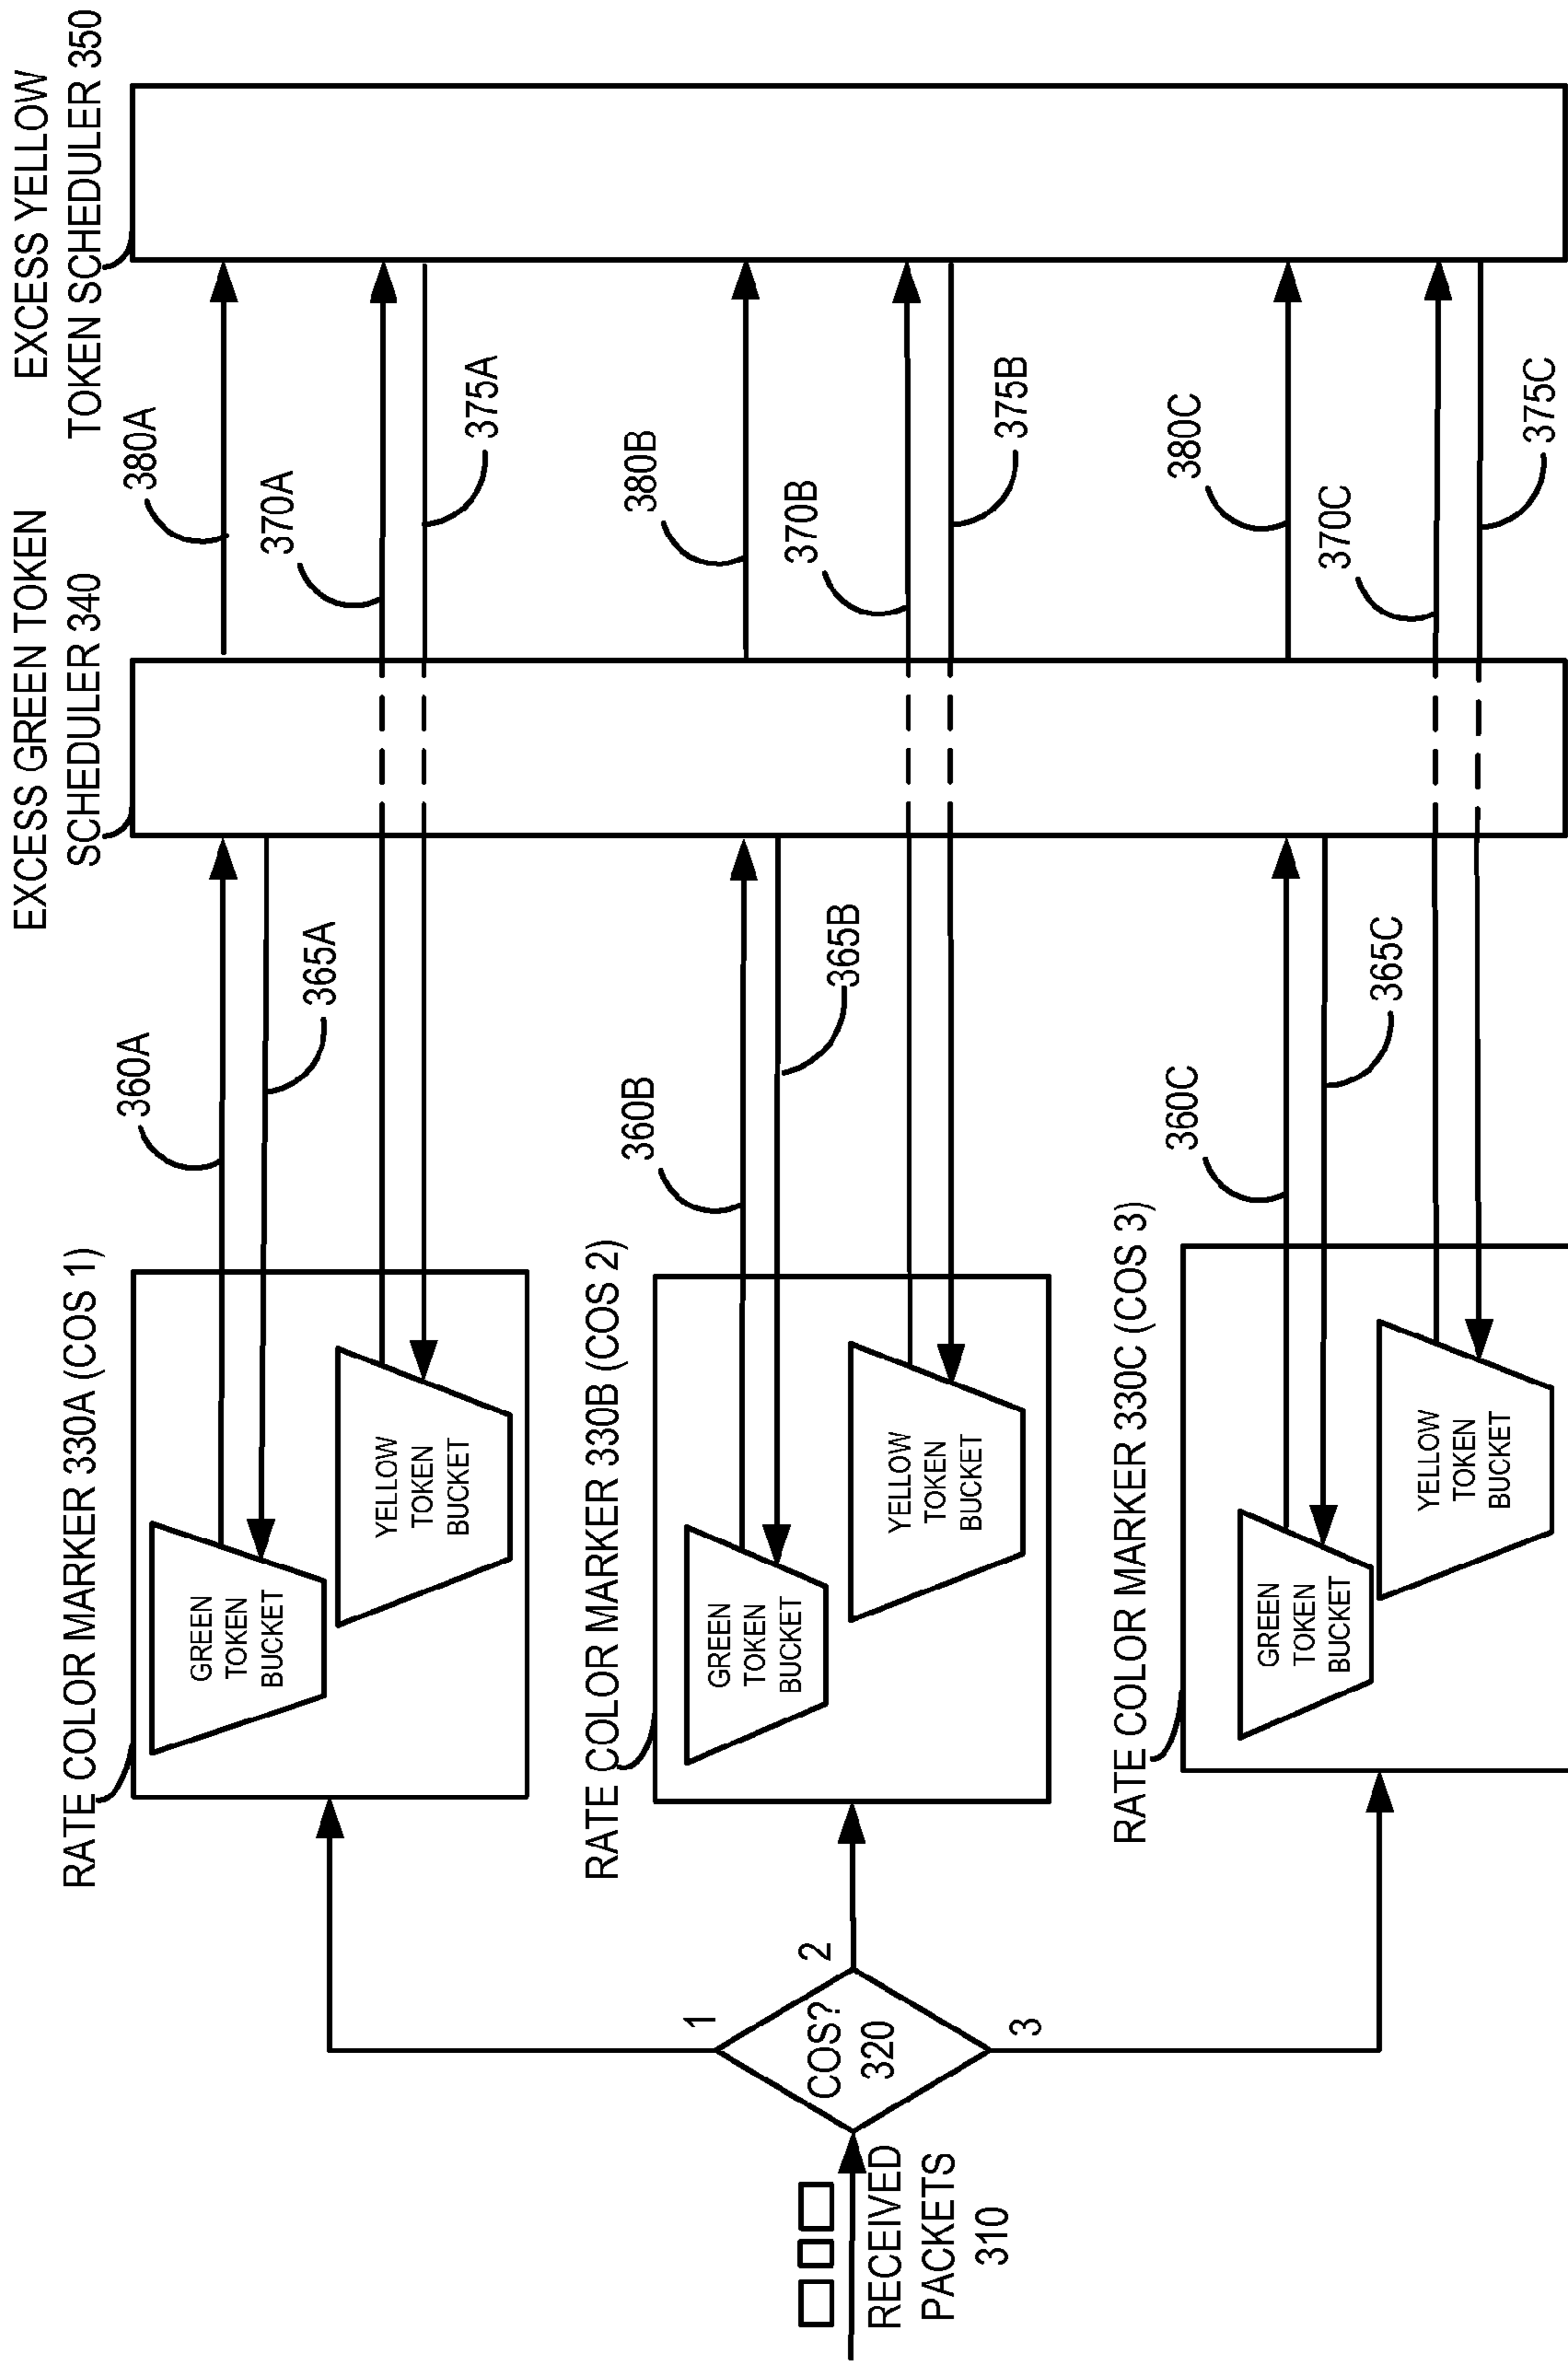 RECEIVED
PACKETS
310
COS?
320
1
2
3
RATE COLOR MARKER 330A (COS 1)
GREEN
TOKEN
BUCKET
YELLOW
TOKEN
BUCKET
360A
365A
RATE COLOR MARKER 330B (COS 2)
GREEN
TOKEN
BUCKET
YELLOW
TOKEN
BUCKET
360B
365B
RATE COLOR MARKER 330C (COS 3)
GREEN
TOKEN
BUCKET
YELLOW
TOKEN
BUCKET
360C
365C
EXCESS GREEN TOKEN
SCHEDULER 340
380A
370A
375A
380B
370B
375B
380C
370C
375C
EXCESS YELLOW
TOKEN SCHEDULER 350